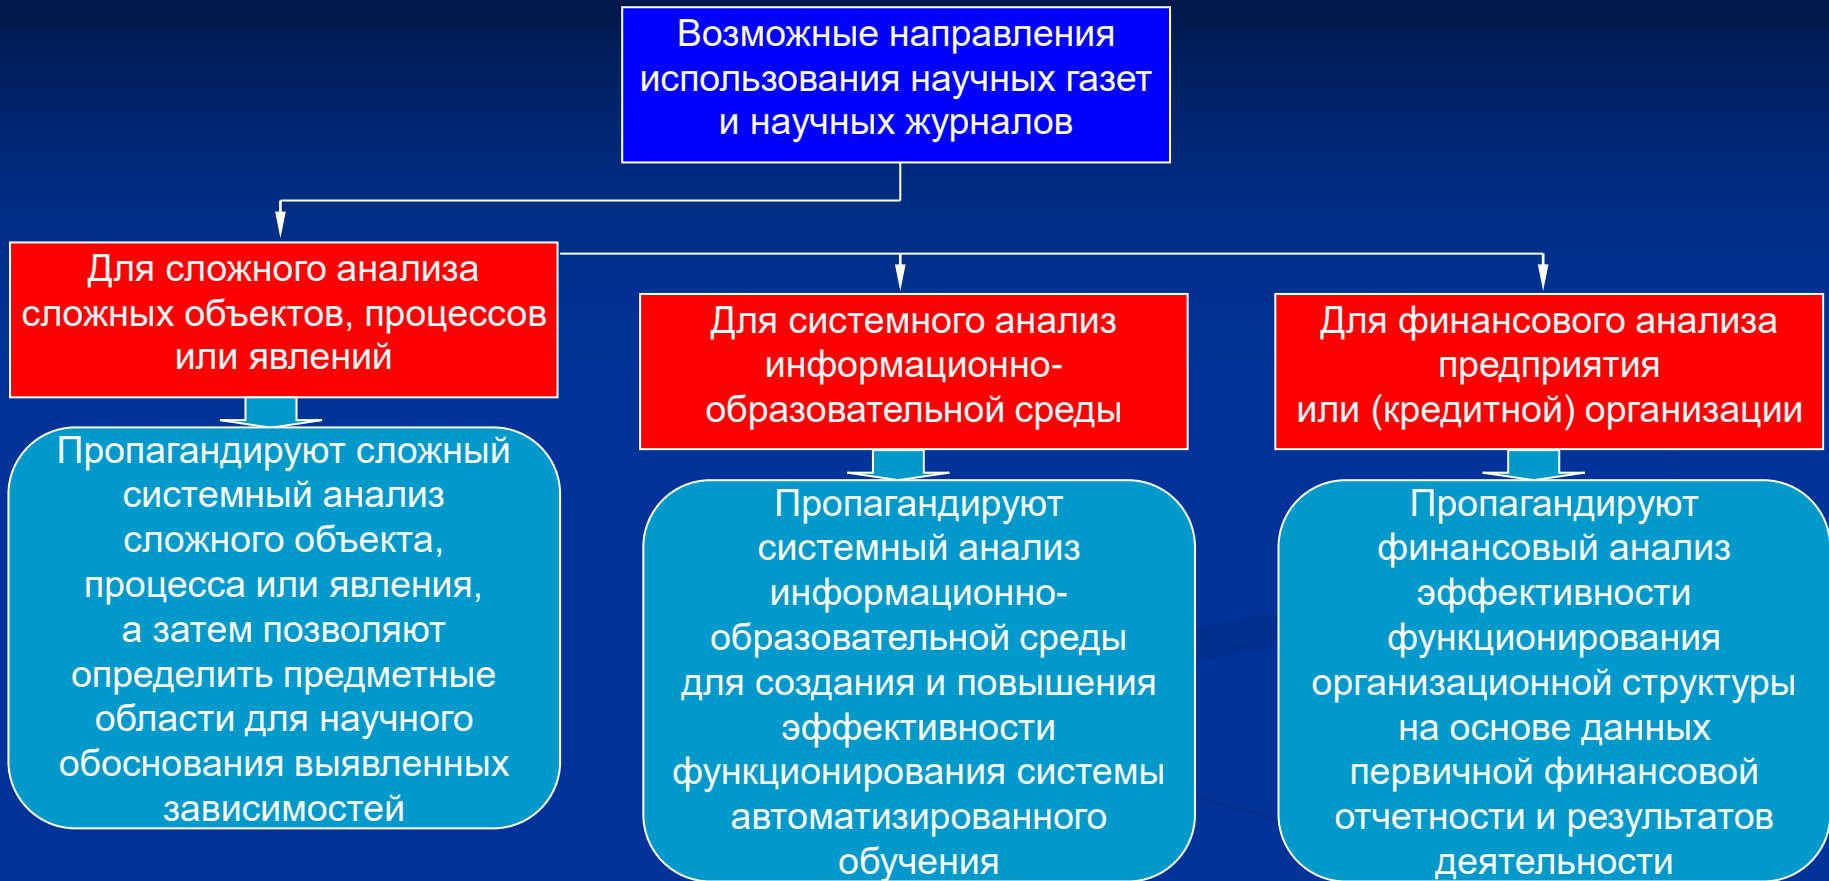 Возможные направления
использования научных газет
и научных журналов
Для сложного анализа
сложных объектов, процессов
или явлений
Для системного анализ
информационно-
образовательной среды
Для финансового анализа
предприятия
или (кредитной) организации
Пропагандируют сложный
системный анализ
сложного объекта,
процесса или явления,
а затем позволяют
определить предметные
области для научного
обоснования выявленных
зависимостей
Пропагандируют
системный анализ
информационно-
образовательной среды
для создания и повышения
эффективности
функционирования системы
автоматизированного
обучения
Пропагандируют
финансовый анализ
эффективности
функционирования
организационной структуры
на основе данных
первичной финансовой
отчетности и результатов
деятельности